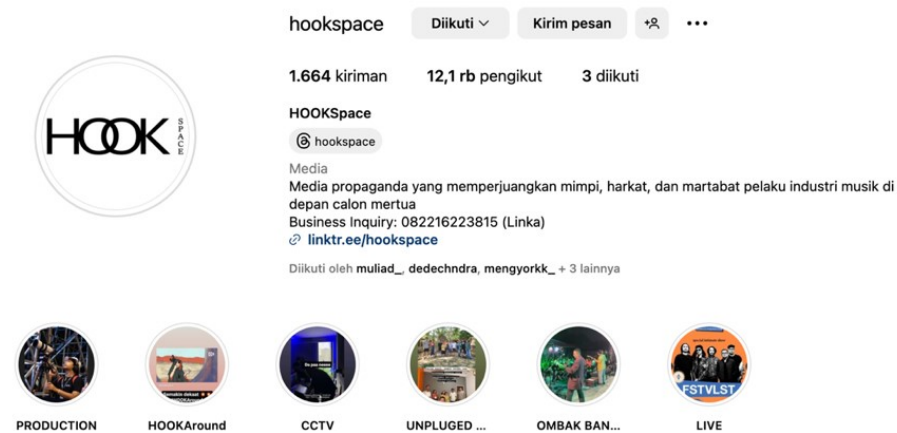 hookspace Diikuti Kirim pesan
1.664 kiriman 12,1 rb pengikut 3 diikuti
HOOK SPACE
HOOKSpace
hookspace
Media
Media propaganda yang memperjuangkan mimpi, harkat, dan martabat pelaku industri musik di
depan calon mertua
Business Inquiry: 082216223815 (Linka)
linktr.ee/hookspace
Diikuti oleh muliad_, dedechndra, mengyorkk_ + 3 lainnya
FSTVLST
PRODUCTION HOOKAround CCTV UNPLUGED ... OMBAK BAN... LIVE